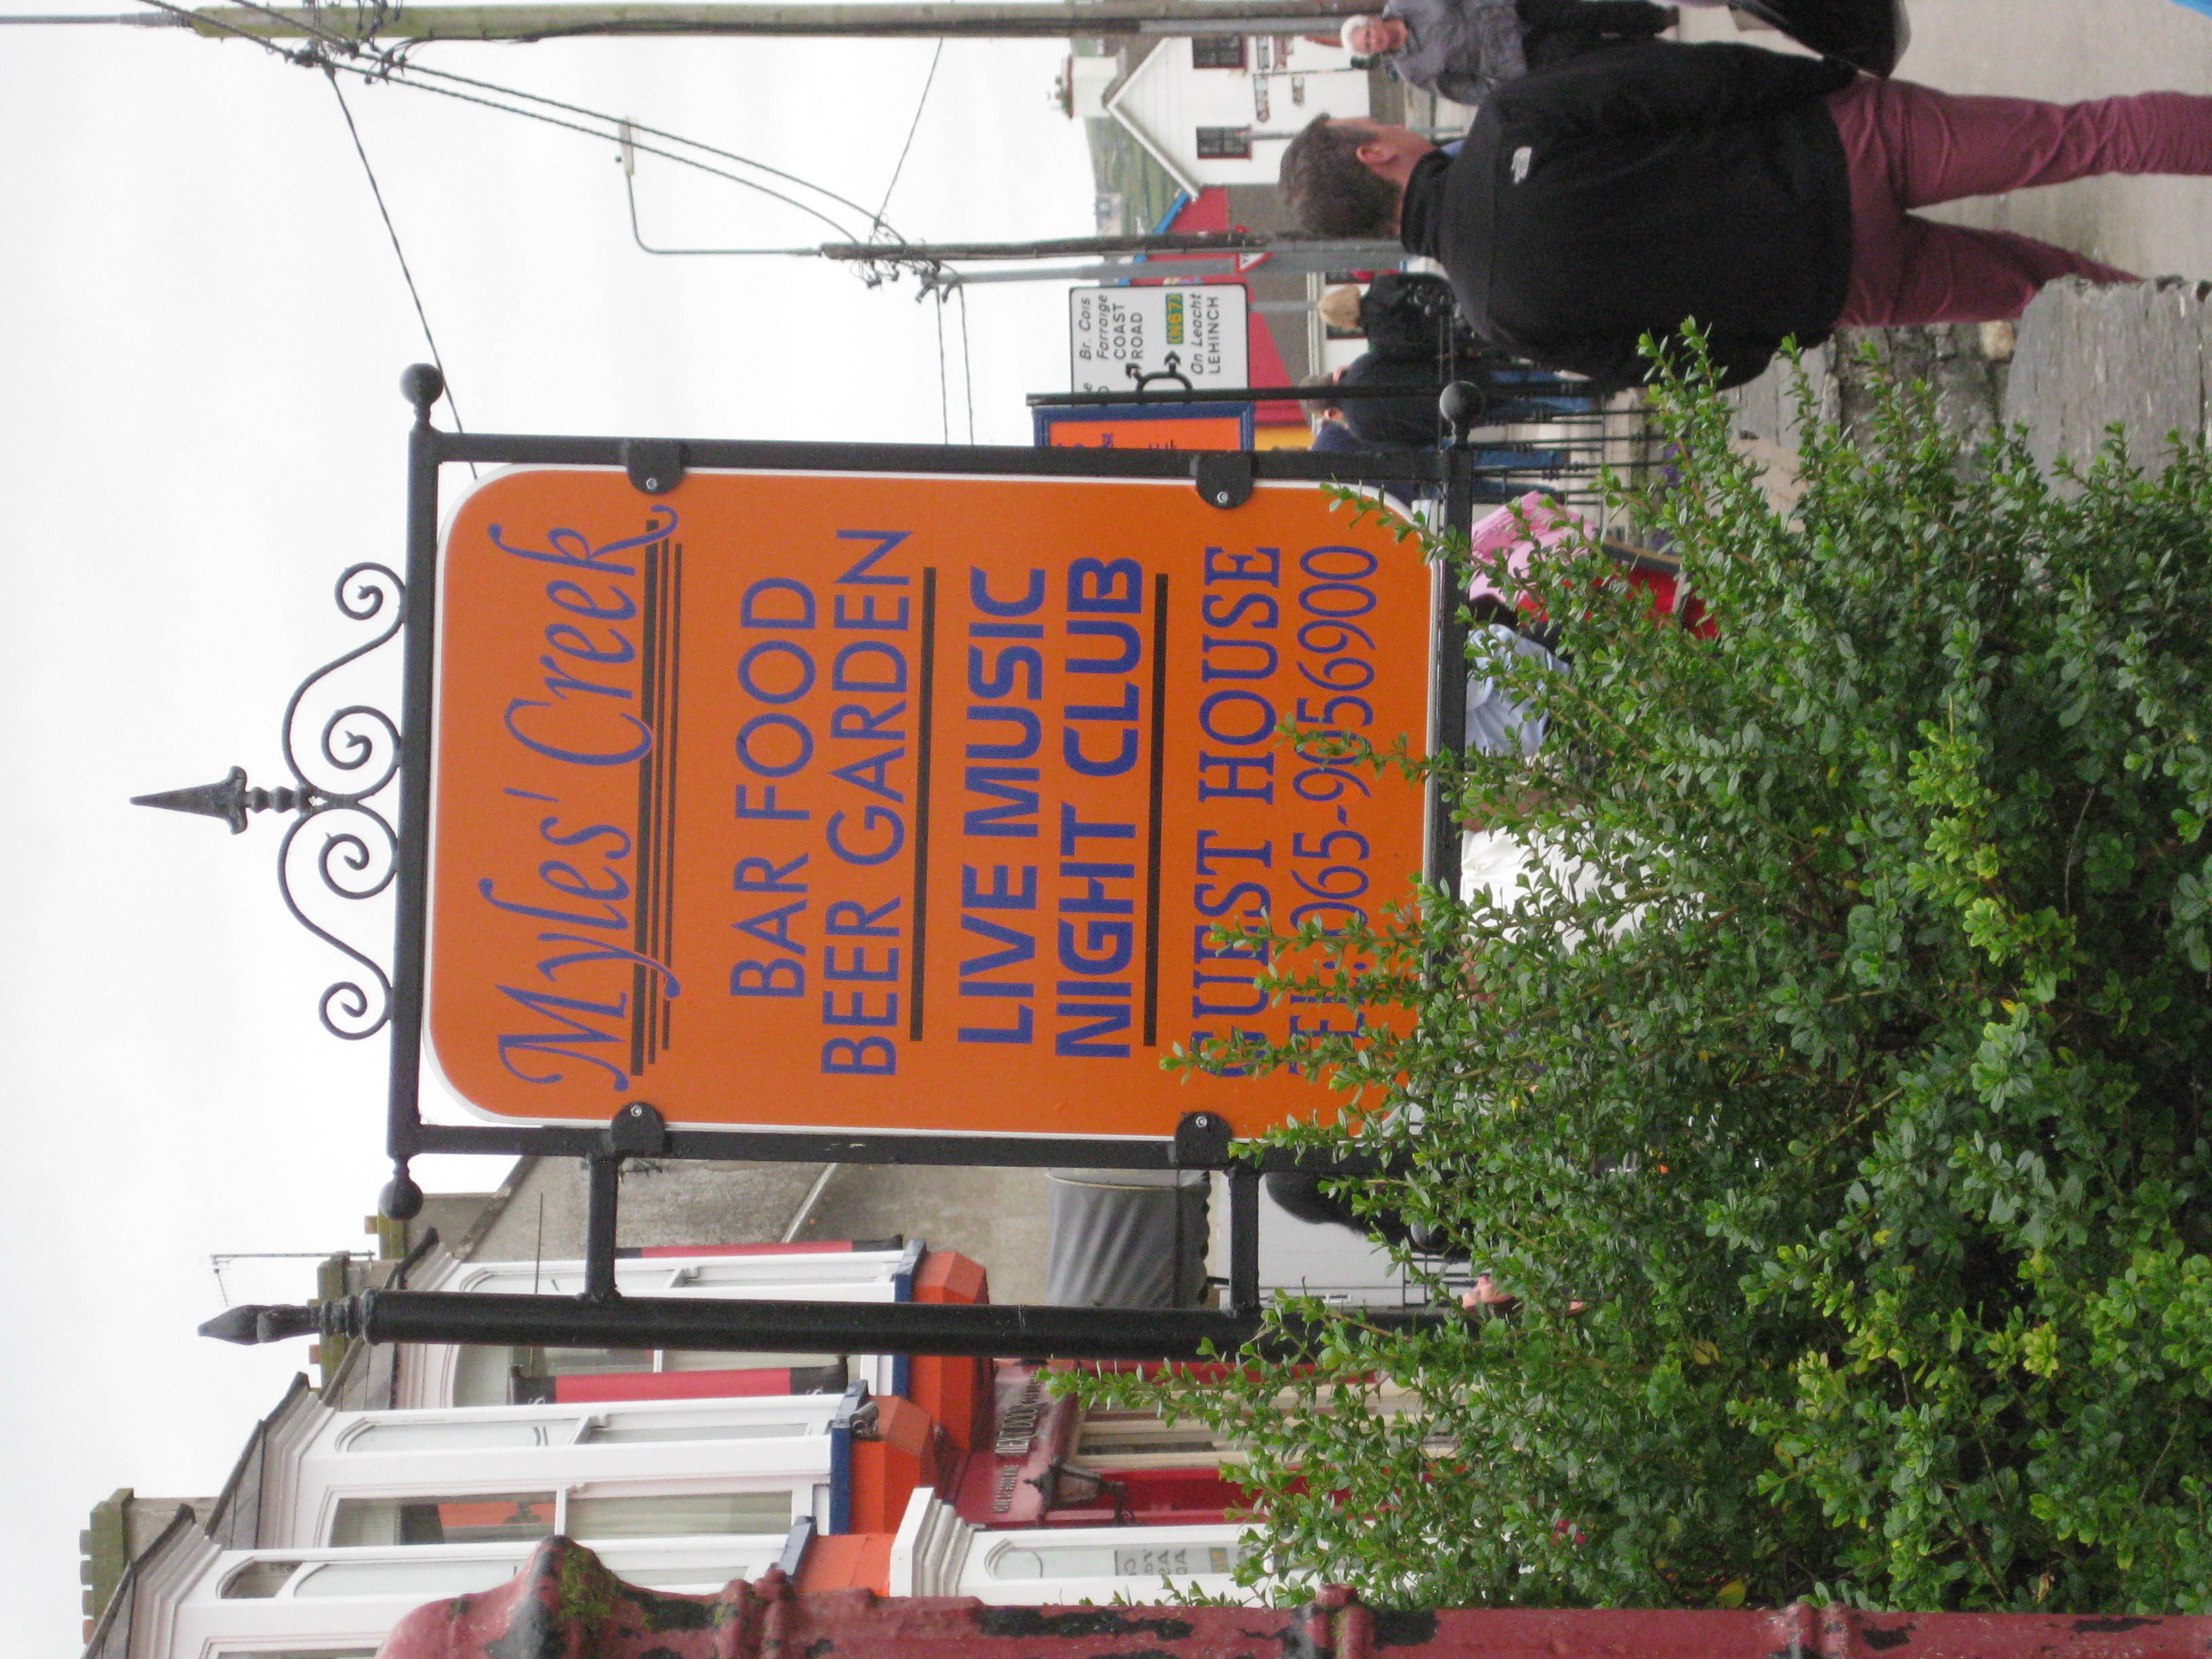 Myles' Creek
BAR FOOD
BEER GARDEN
LIVE MUSIC
NIGHT CLUB
GUEST HOUSE
TEL: 065-9056900
Br. Cois
Farraige
COAST
ROAD
(N67)
An Leacht
LEHINCH